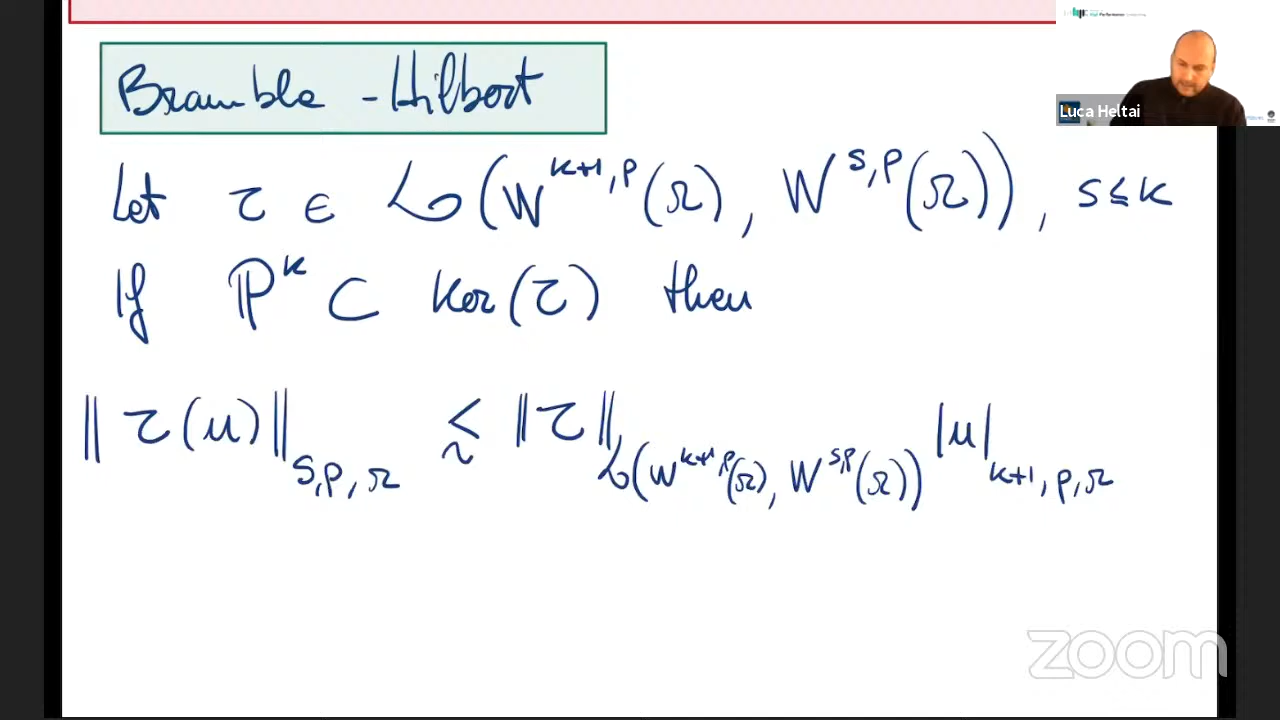 Bramble - Hilbert
Let τ ∈ L(W^{k+1,p}(Ω), W^{s,p}(Ω)), s ≤ k
If ℙ^k ⊂ Ker(τ) then
‖τ(u)‖_{s,p,Ω} ≲ ‖τ‖_{L(W^{k+1,p}(Ω), W^{s,p}(Ω))} |u|_{k+1,p,Ω}
Luca Heltai
zoom